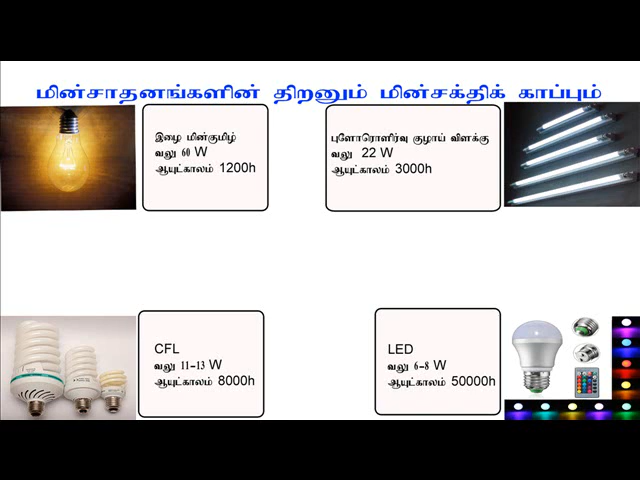 மின்சாதனங்களின் திறனும் மின்சக்திக் காப்பும்
இழை மின்குமிழ்
வலு 60 W
ஆயுட்காலம் 1200h
புளோரொளிர்வு குழாய் விளக்கு
வலு 22 W
ஆயுட்காலம் 3000h
CFL
வலு 11-13 W
ஆயுட்காலம் 8000h
LED
வலு 6-8 W
ஆயுட்காலம் 50000h